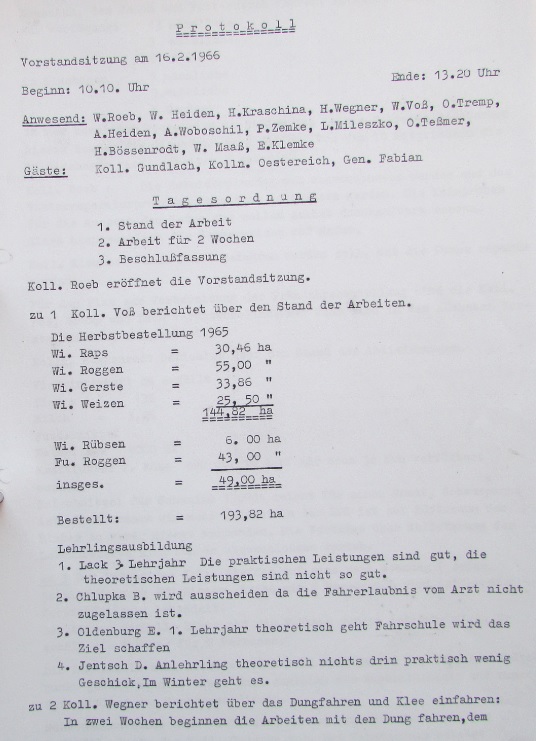 P r o t o k o l l
Vorstandsitzung am 16.2.1966
Beginn: 10.10. Uhr Ende: 13.20 Uhr
Anwesend: W.Roeb, W. Heiden, H.Kraschina, H.Wegner, W.Voß, O.Tremp,
A.Heiden, A.Woboschil, P.Zemke, L.Mileszko, O.Teßmer,
H.Bössenrodt, W. Maaß, E.Klemke
Gäste: Koll. Gundlach, Kolln. Oestereich, Gen. Fabian
T a g e s o r d n u n g
1. Stand der Arbeit
2. Arbeit für 2 Wochen
3. Beschlußfassung
Koll. Roeb eröffnet die Vorstandsitzung.
zu 1 Koll. Voß berichtet über den Stand der Arbeiten.
Die Herbstbestellung 1965
Wi. Raps = 30,46 ha
Wi. Roggen = 55,00 "
Wi. Gerste = 33,86 "
Wi. Weizen = 25, 50 "
144,82 ha
Wi. Rübsen = 6. 00 ha
Fu. Roggen = 43, 00 "
insges. = 49,00 ha
Bestellt: = 193,82 ha
Lehrlingsausbildung
1. Lack 3. Lehrjahr Die praktischen Leistungen sind gut, die
theoretischen Leistungen sind nicht so gut.
2. Chlupka B. wird ausscheiden da die Fahrerlaubnis vom Arzt nicht
zugelassen ist.
3. Oldenburg E. 1. Lehrjahr theoretisch geht Fahrschule wird das
Ziel schaffen
4. Jentsch D. Anlehrling theoretisch nichts drin praktisch wenig
Geschick,Im Winter geht es.
zu 2 Koll. Wegner berichtet über das Dungfahren und Klee einfahren:
In zwei Wochen beginnen die Arbeiten mit den Dung fahren,dem